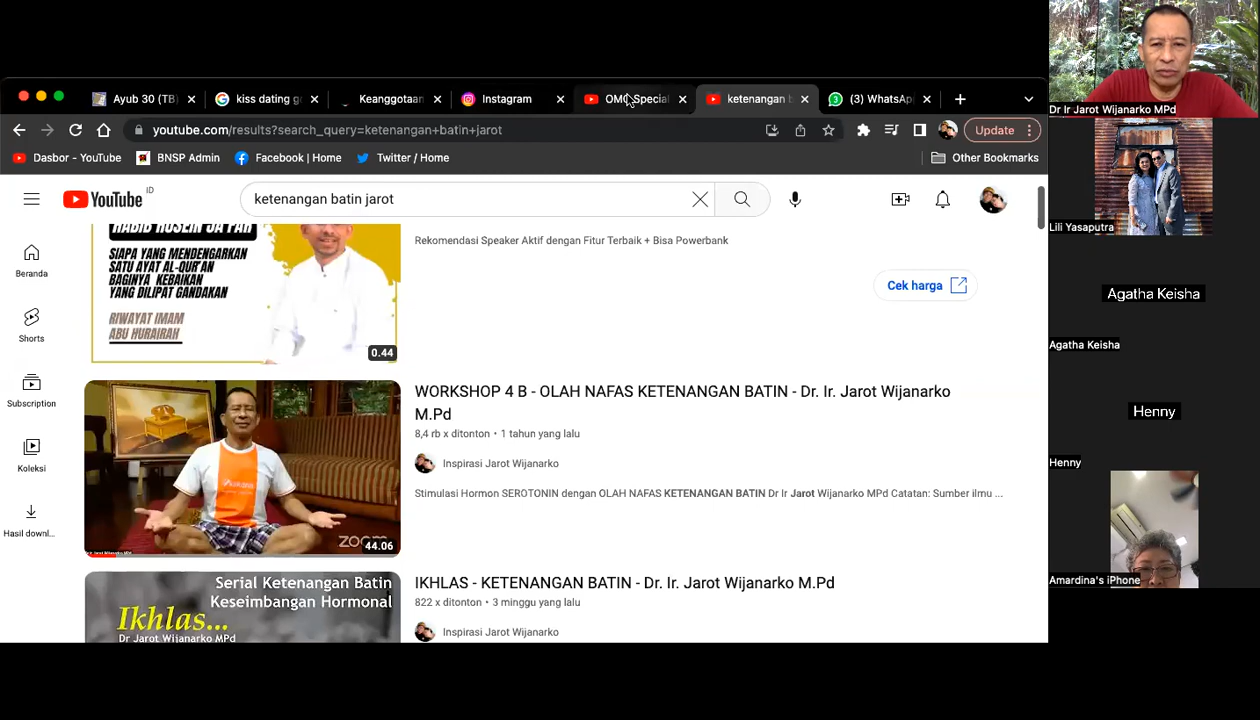 Ayub 30 (TB)
kiss dating g
Keanggotaan
Instagram
OMC Special
ketenangan b
(3) WhatsAp
youtube.com/results?search_query=ketenangan+batin+jarot
Update
Dasbor - YouTube
BNSP Admin
Facebook | Home
Twitter / Home
Other Bookmarks
YouTube ID
ketenangan batin jarot
Beranda
Shorts
Subscription
Koleksi
Hasil downl...
HABIB HUSEIN JA'FAR
SIAPA YANG MENDENGARKAN
SATU AYAT AL-QUR'AN
BAGINYA KEBAIKAN
YANG DILIPAT GANDAKAN
RIWAYAT IMAM
ABU HURAIRAH
0.44
Rekomendasi Speaker Aktif dengan Fitur Terbaik + Bisa Powerbank
Cek harga
kakak
zoom
44.06
WORKSHOP 4 B - OLAH NAFAS KETENANGAN BATIN - Dr. Ir. Jarot Wijanarko
M.Pd
8,4 rb x ditonton • 1 tahun yang lalu
Inspirasi Jarot Wijanarko
Stimulasi Hormon SEROTONIN dengan OLAH NAFAS KETENANGAN BATIN Dr Ir Jarot Wijanarko MPd Catatan: Sumber ilmu ...
Serial Ketenangan Batin
Keseimbangan Hormonal
Ikhlas...
Dr Jarot Wijanarko MPd
IKHLAS - KETENANGAN BATIN - Dr. Ir. Jarot Wijanarko M.Pd
822 x ditonton • 3 minggu yang lalu
Inspirasi Jarot Wijanarko
Dr Ir Jarot Wijanarko MPd
Lili Yasaputra
Agatha Keisha
Agatha Keisha
Henny
Henny
Amardina's iPhone